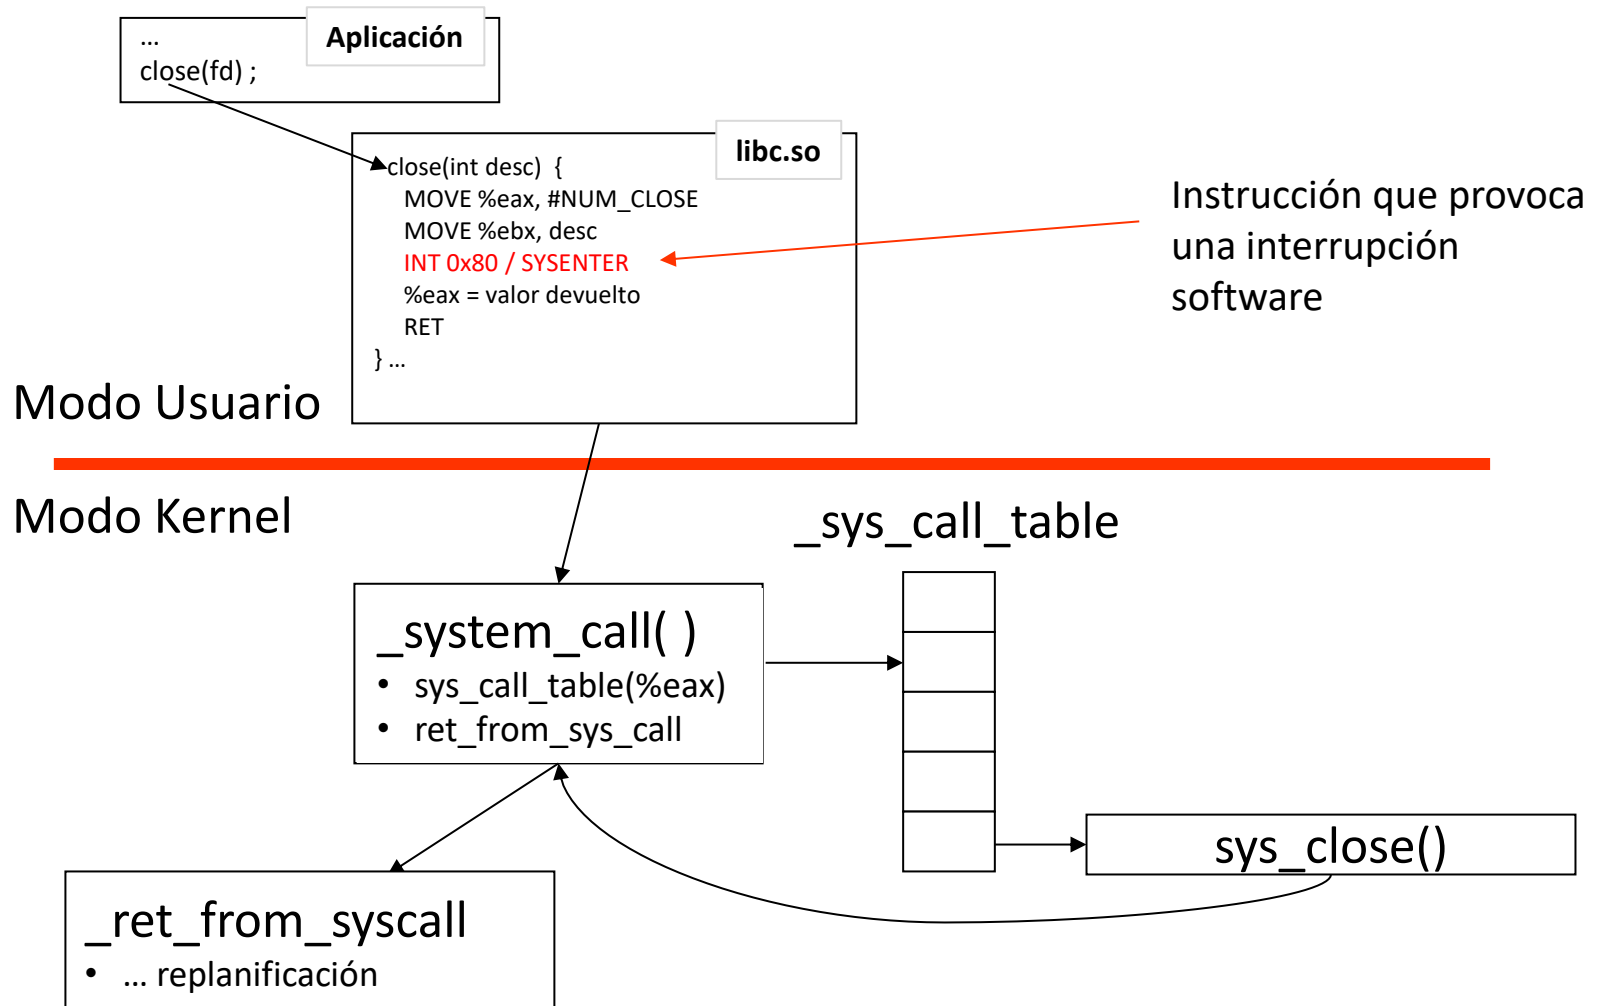 ...
Aplicación
close(fd) ;
libc.so
close(int desc) {
MOVE %eax, #NUM_CLOSE
MOVE %ebx, desc
INT 0x80 / SYSENTER
%eax = valor devuelto
RET
} ...
Instrucción que provoca
una interrupción
software
Modo Usuario
Modo Kernel
_sys_call_table
_system_call( )
• sys_call_table(%eax)
• ret_from_sys_call
sys_close()
_ret_from_syscall
• ... replanificación